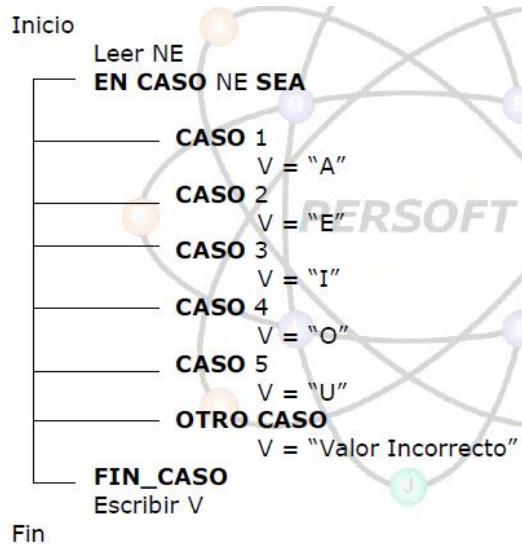 Inicio
Leer NE
EN CASO NE SEA
CASO 1
V = “A”
CASO 2
V = “E”
CASO 3
V = “I”
CASO 4
V = “O”
CASO 5
V = “U”
OTRO CASO
V = “Valor Incorrecto”
FIN_CASO
Escribir V
Fin
PERSOFT
J